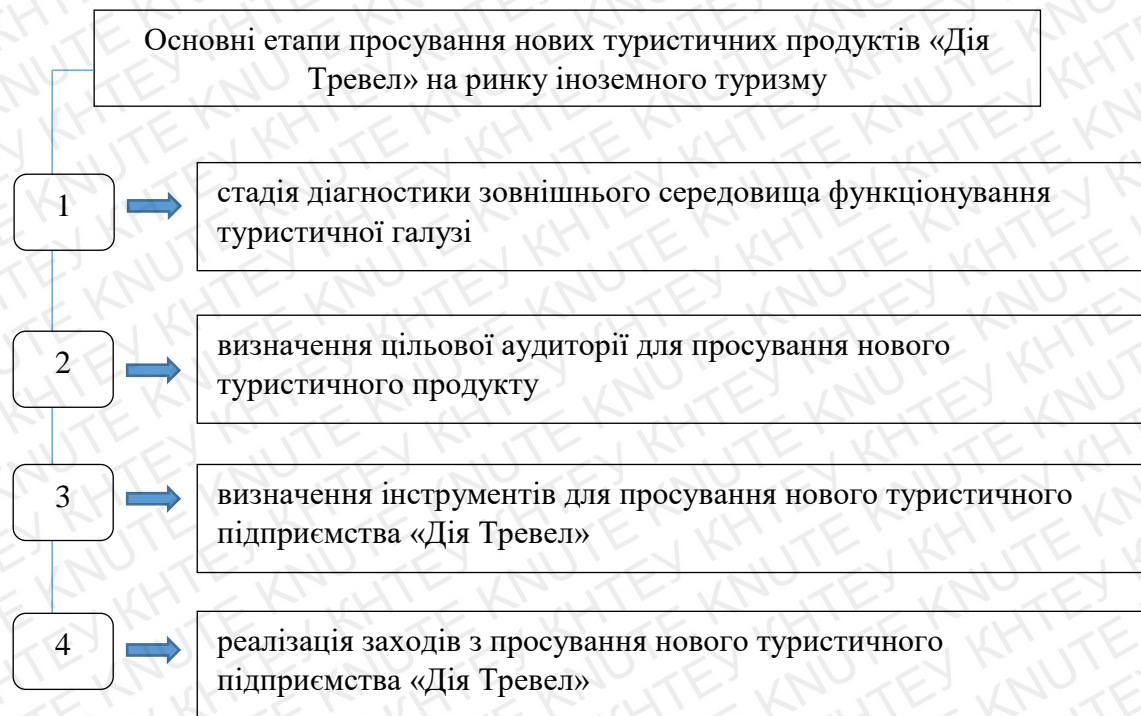 Основні етапи просування нових туристичних продуктів «Дія
Тревел» на ринку іноземного туризму
1
стадія діагностики зовнішнього середовища функціонування
туристичної галузі
2
визначення цільової аудиторії для просування нового
туристичного продукту
3
визначення інструментів для просування нового туристичного
підприємства «Дія Тревел»
4
реалізація заходів з просування нового туристичного
підприємства «Дія Тревел»